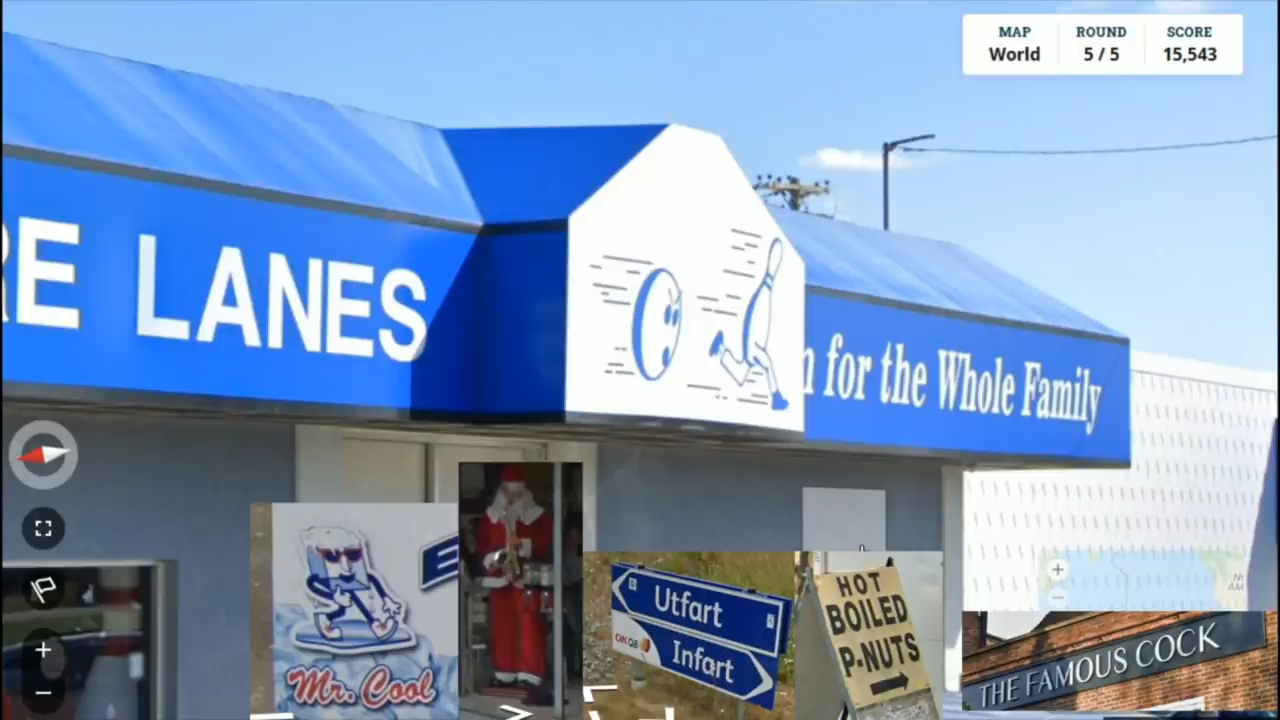 MAP ROUND SCORE
World 5 / 5 15,543
LANES
for the Whole Family
Mr. Cool
Utfart
OKQ8
Infart
HOT
BOILED
P-NUTS
THE FAMOUS COCK